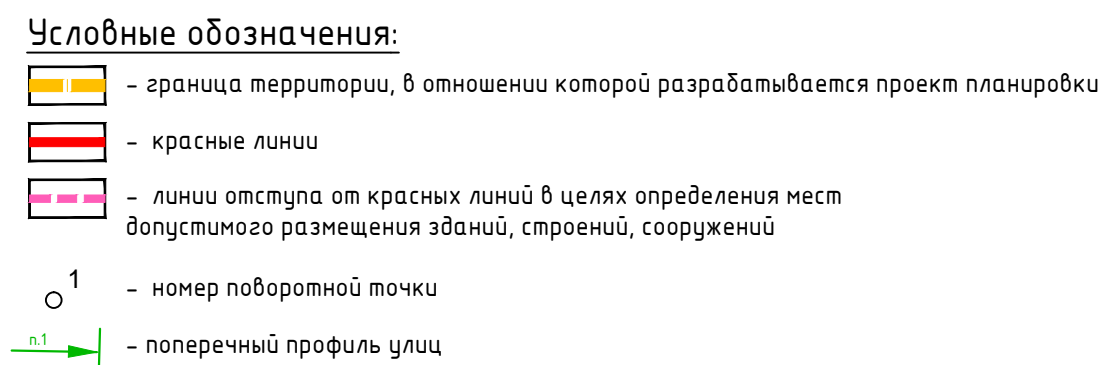 Условные обозначения:
- граница территории, в отношении которой разрабатывается проект планировки
- красные линии
- линии отступа от красных линий в целях определения мест
допустимого размещения зданий, строений, сооружений
1
- номер поворотной точки
п.1
- поперечный профиль улиц